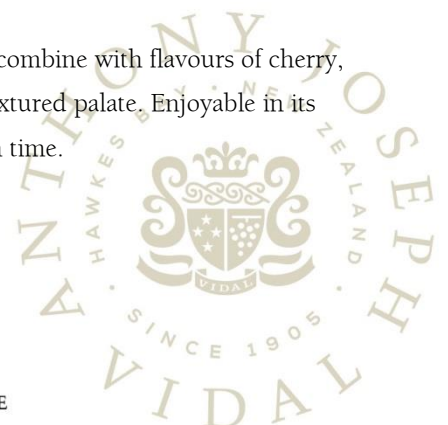 combine with flavours of cherry,
xtured palate. Enjoyable in its
time.
ANTHONY JOSEPH VIDAL
HAWKES BAY · NEW ZEALAND
VIDAL
· SINCE 1905 ·
E